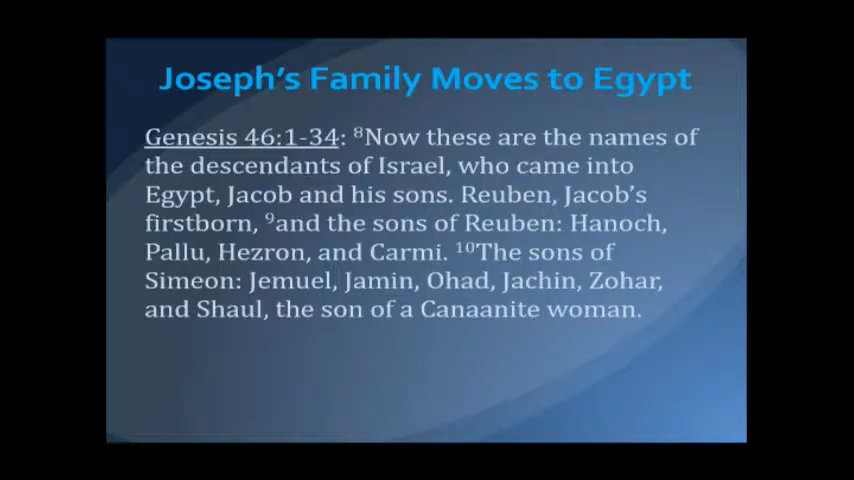 Joseph's Family Moves to Egypt
Genesis 46:1-34: ⁸Now these are the names of
the descendants of Israel, who came into
Egypt, Jacob and his sons. Reuben, Jacob's
firstborn, ⁹and the sons of Reuben: Hanoch,
Pallu, Hezron, and Carmi. ¹⁰The sons of
Simeon: Jemuel, Jamin, Ohad, Jachin, Zohar,
and Shaul, the son of a Canaanite woman.